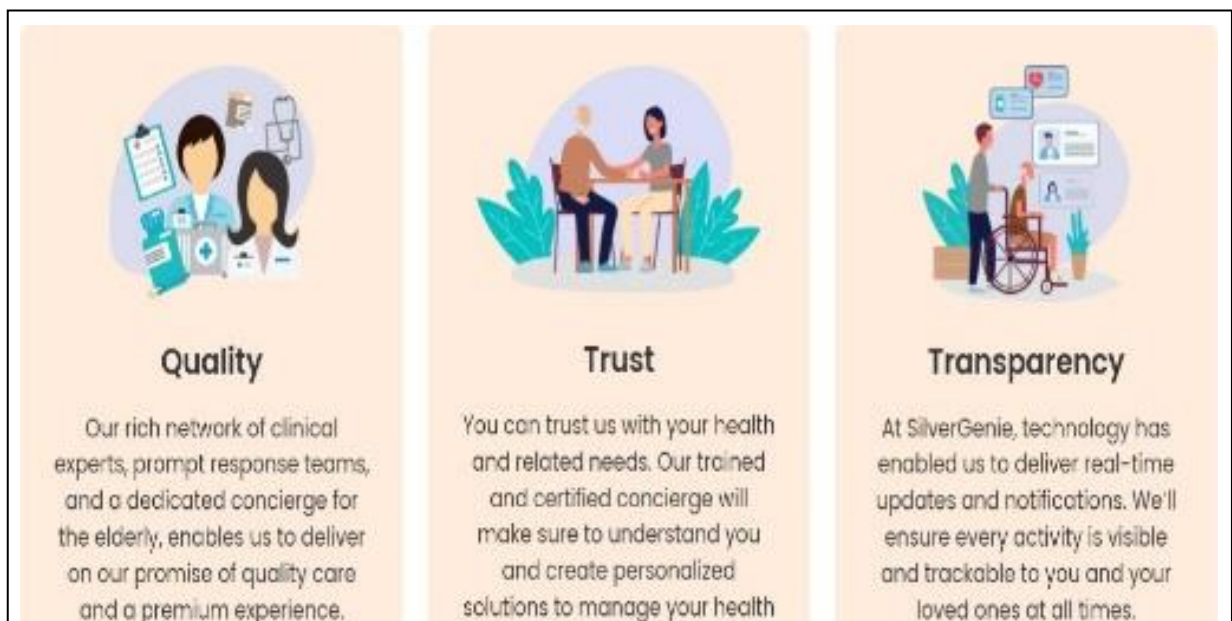 Quality
Our rich network of clinical
experts, prompt response teams,
and a dedicated concierge for
the elderly, enables us to deliver
on our promise of quality care
and a premium experience.
Trust
You can trust us with your health
and related needs. Our trained
and certified concierge will
make sure to understand you
and create personalized
solutions to manage your health
Transparency
At SilverGenie, technology has
enabled us to deliver real-time
updates and notifications. We'll
ensure every activity is visible
and trackable to you and your
loved ones at all times.